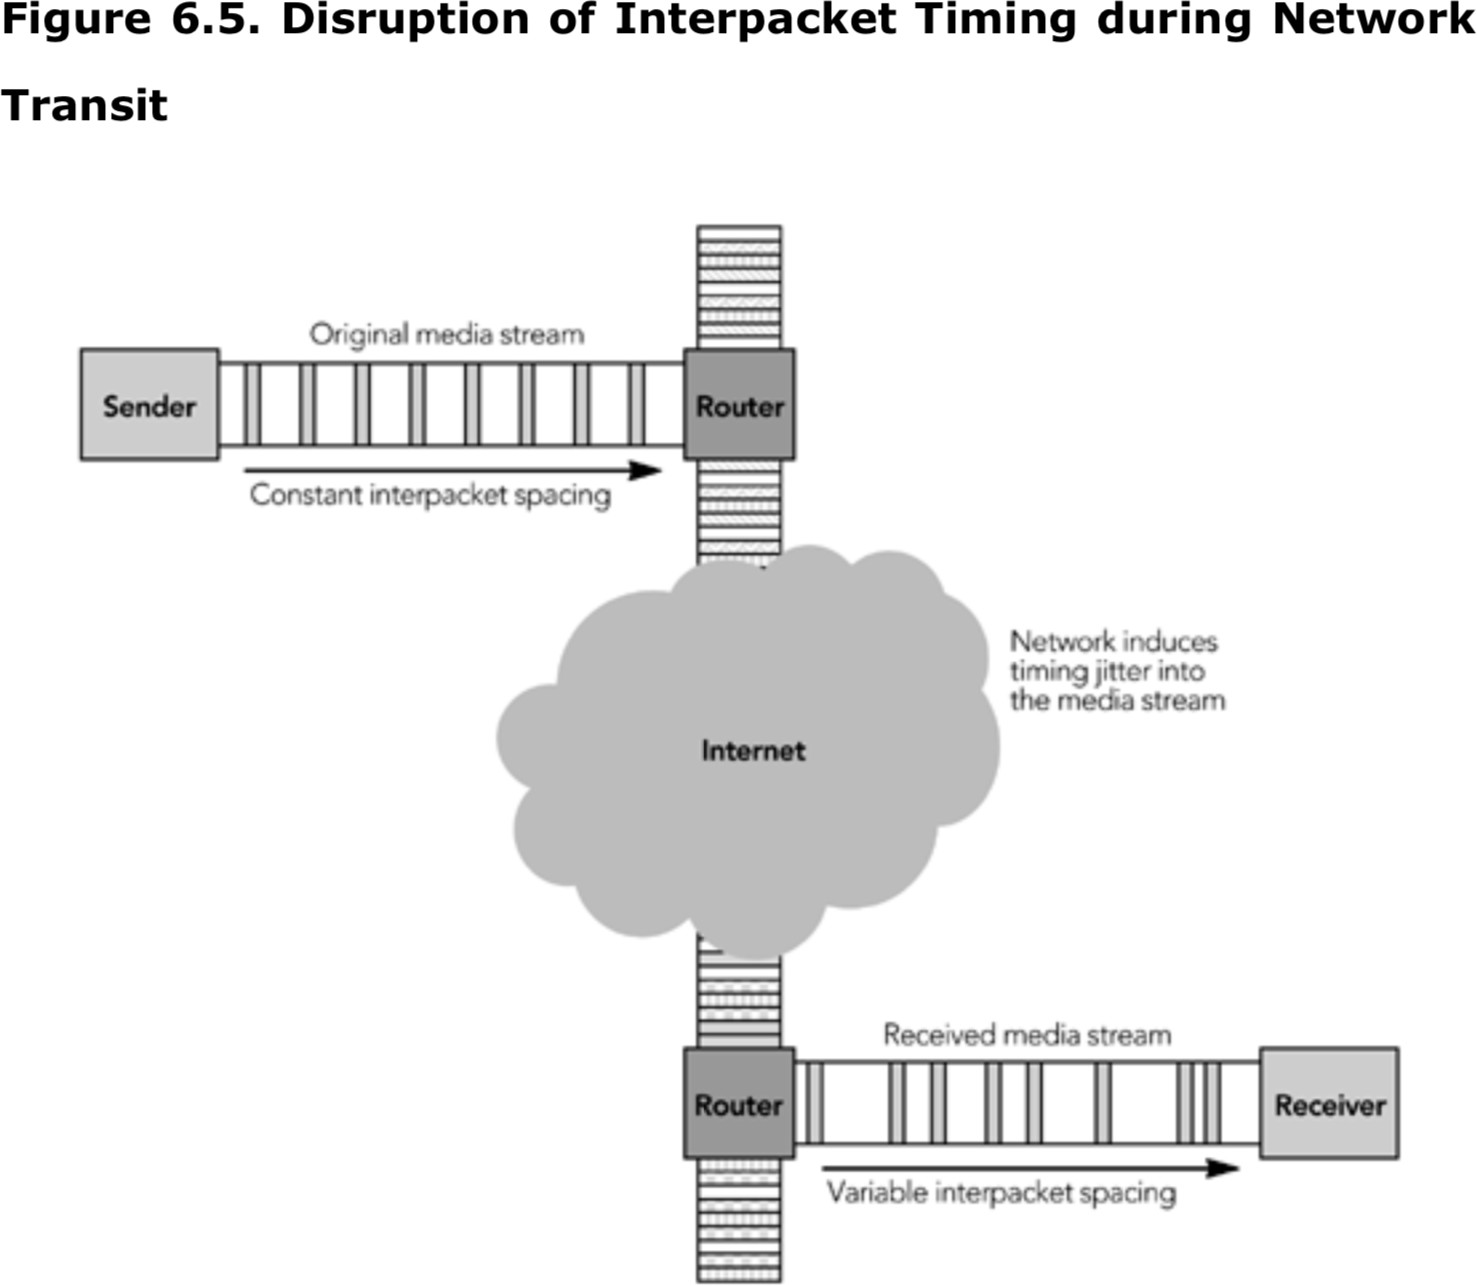 Figure 6.5. Disruption of Interpacket Timing during Network
Transit
Original media stream
Sender
Router
Constant interpacket spacing
Network induces
timing jitter into
the media stream
Internet
Received media stream
Router
Receiver
Variable interpacket spacing